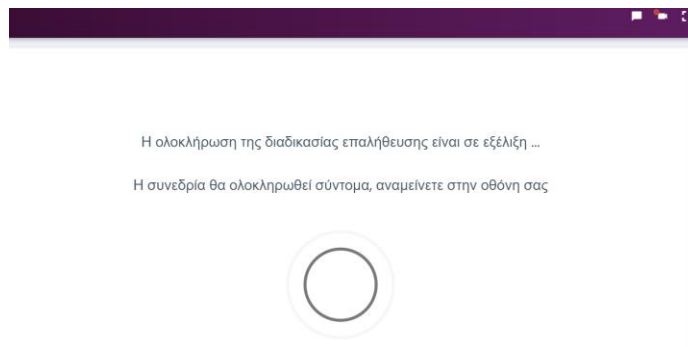 Η ολοκλήρωση της διαδικασίας επαλήθευσης είναι σε εξέλιξη ...
Η συνεδρία θα ολοκληρωθεί σύντομα, αναμείνετε στην οθόνη σας